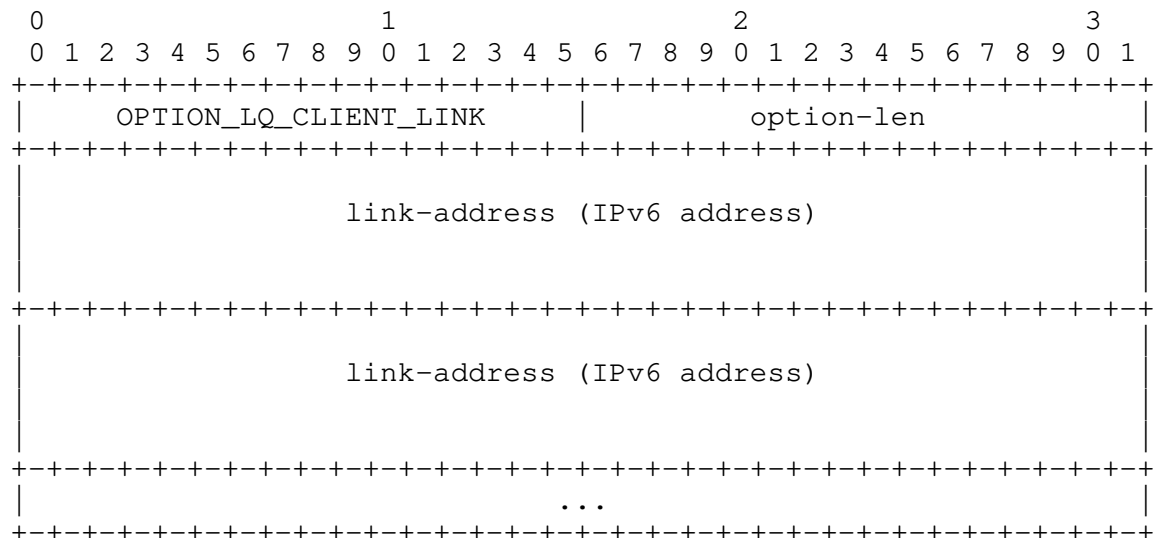 0                   1                   2                   3
0 1 2 3 4 5 6 7 8 9 0 1 2 3 4 5 6 7 8 9 0 1 2 3 4 5 6 7 8 9 0 1
+-+-+-+-+-+-+-+-+-+-+-+-+-+-+-+-+-+-+-+-+-+-+-+-+-+-+-+-+-+-+-+-+
|     OPTION_LQ_CLIENT_LINK     |         option-len            |
+-+-+-+-+-+-+-+-+-+-+-+-+-+-+-+-+-+-+-+-+-+-+-+-+-+-+-+-+-+-+-+-+
|                                                               |
|                  link-address (IPv6 address)                  |
|                                                               |
|                                                               |
+-+-+-+-+-+-+-+-+-+-+-+-+-+-+-+-+-+-+-+-+-+-+-+-+-+-+-+-+-+-+-+-+
|                                                               |
|                  link-address (IPv6 address)                  |
|                                                               |
|                                                               |
+-+-+-+-+-+-+-+-+-+-+-+-+-+-+-+-+-+-+-+-+-+-+-+-+-+-+-+-+-+-+-+-+
|                              ...                              |
+-+-+-+-+-+-+-+-+-+-+-+-+-+-+-+-+-+-+-+-+-+-+-+-+-+-+-+-+-+-+-+-+